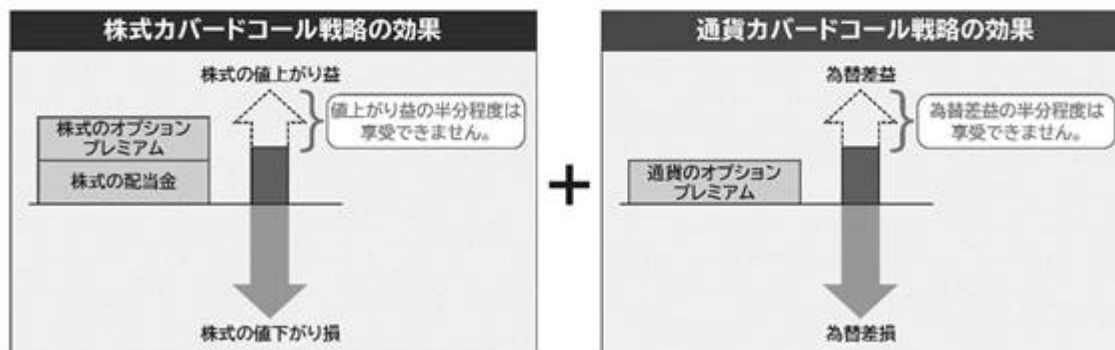 株式カバードコール戦略の効果
株式の値上がり益
値上がり益の半分程度は
享受できません。
株式のオプション
プレミアム
株式の配当金
株式の値下がり損
+
通貨カバードコール戦略の効果
為替差益
為替差益の半分程度は
享受できません。
通貨のオプション
プレミアム
為替差損